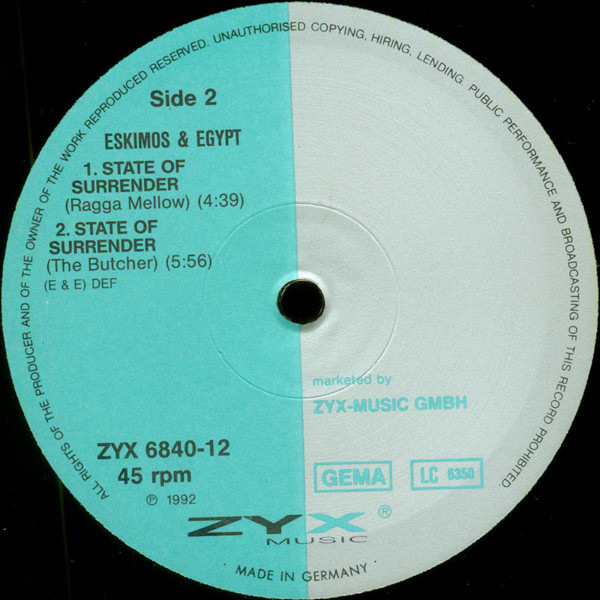 ALL RIGHTS OF THE PRODUCER AND OF THE OWNER OF THE WORK REPRODUCED RESERVED. UNAUTHORISED COPYING, HIRING, LENDING, PUBLIC PERFORMANCE AND BROADCASTING OF THIS RECORD PROHIBITED.
Side 2
ESKIMOS & EGYPT
1. STATE OF
SURRENDER
(Ragga Mellow) (4:39)
2. STATE OF
SURRENDER
(The Butcher) (5:56)
(E & E) DEF
marketed by
ZYX-MUSIC GMBH
ZYX 6840-12
45 rpm
GEMA
LC 6350
℗ 1992
ZYX ®
MUSIC
· MADE IN GERMANY ·